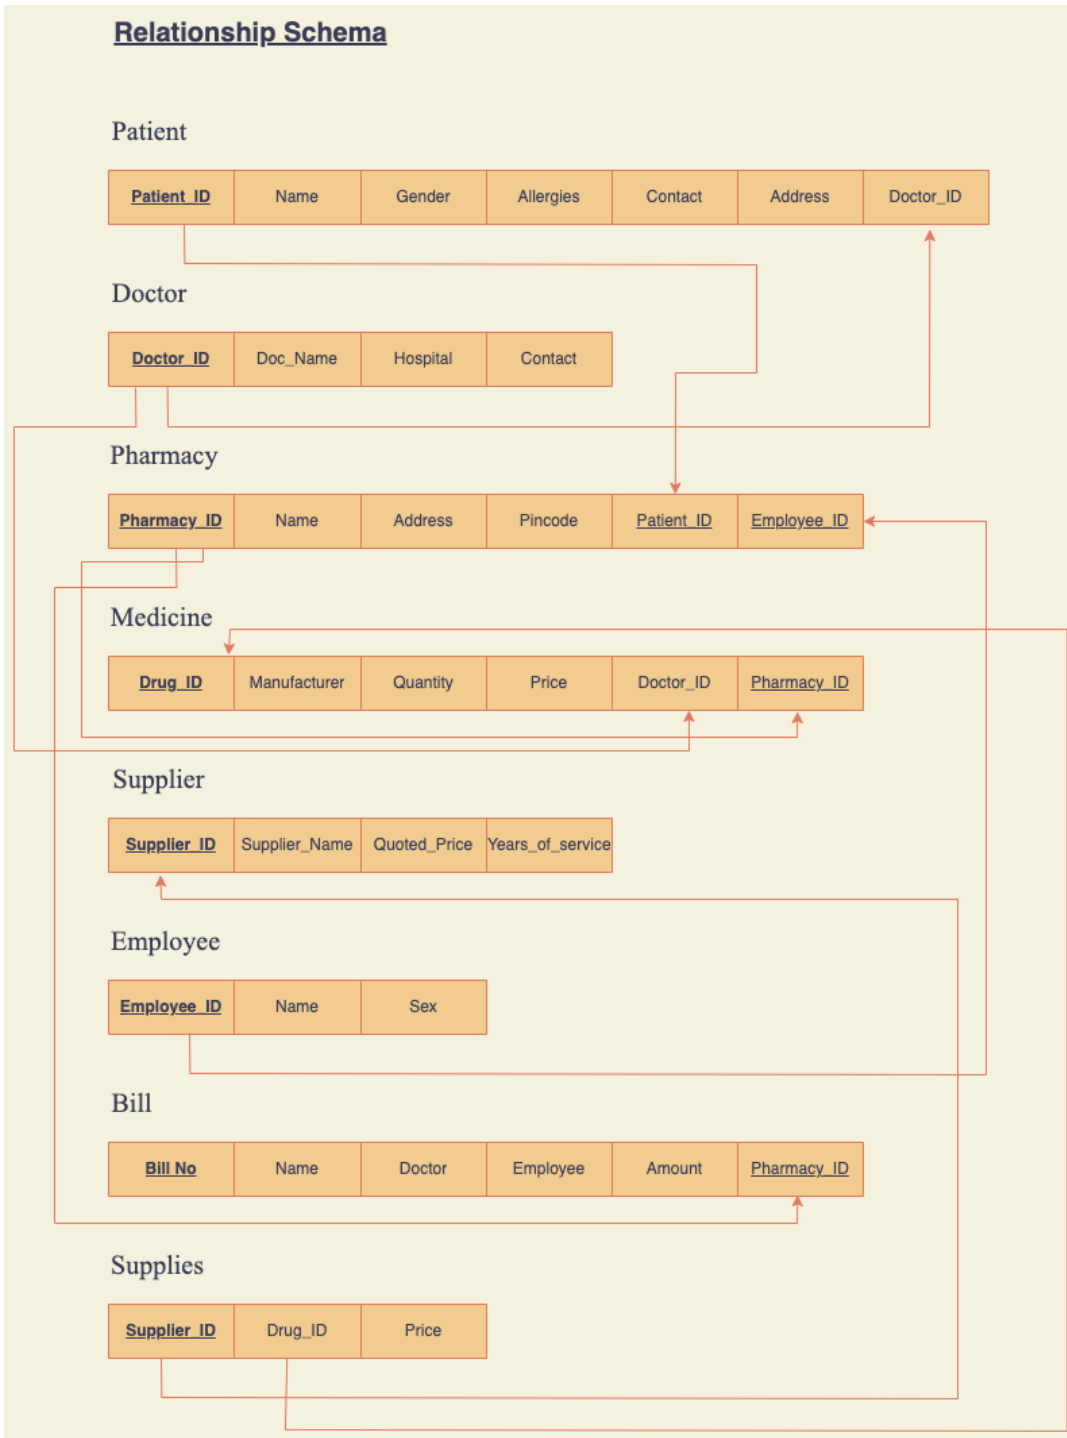 Relationship Schema
Patient
Patient_ID Name Gender Allergies Contact Address Doctor_ID
Doctor
Doctor_ID Doc_Name Hospital Contact
Pharmacy
Pharmacy_ID Name Address Pincode Patient_ID Employee_ID
Medicine
Drug_ID Manufacturer Quantity Price Doctor_ID Pharmacy_ID
Supplier
Supplier_ID Supplier_Name Quoted_Price Years_of_service
Employee
Employee_ID Name Sex
Bill
Bill No Name Doctor Employee Amount Pharmacy_ID
Supplies
Supplier_ID Drug_ID Price